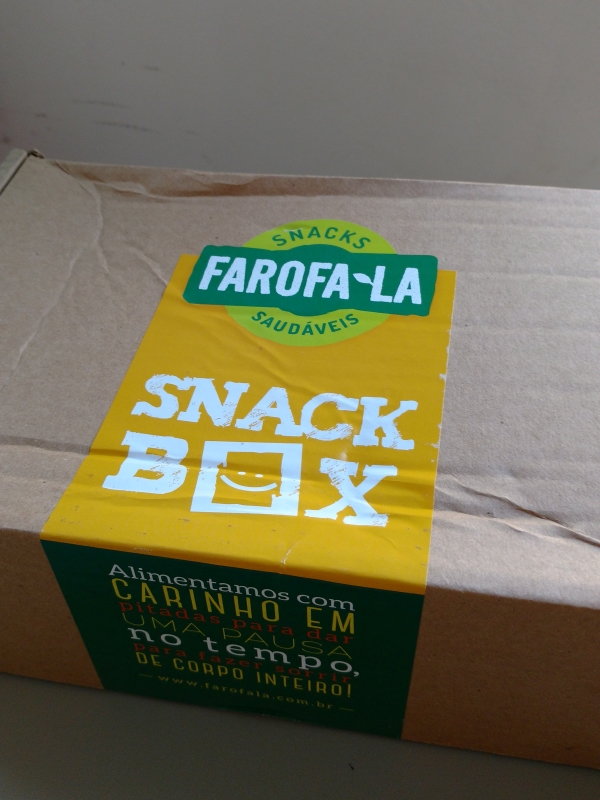 SNACKS
FAROFA-LA
SAUDÁVEIS
SNACK
BOX
Alimentamos com
CARINHO EM
pitadas para dar
UMA PAUSA
no tempo,
para fazer sorrir
DE CORPO INTEIRO!
— www.farofala.com.br —